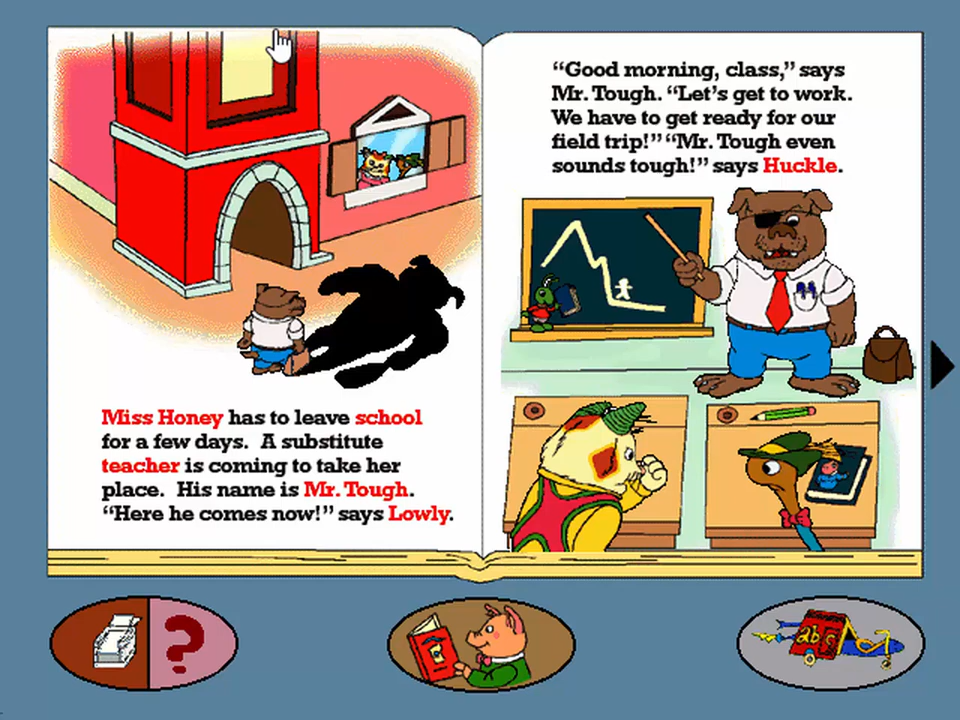 Miss Honey has to leave school
for a few days. A substitute
teacher is coming to take her
place. His name is Mr. Tough.
“Here he comes now!” says Lowly.
“Good morning, class,” says
Mr. Tough. “Let’s get to work.
We have to get ready for our
field trip!” “Mr. Tough even
sounds tough!” says Huckle.
?
abc